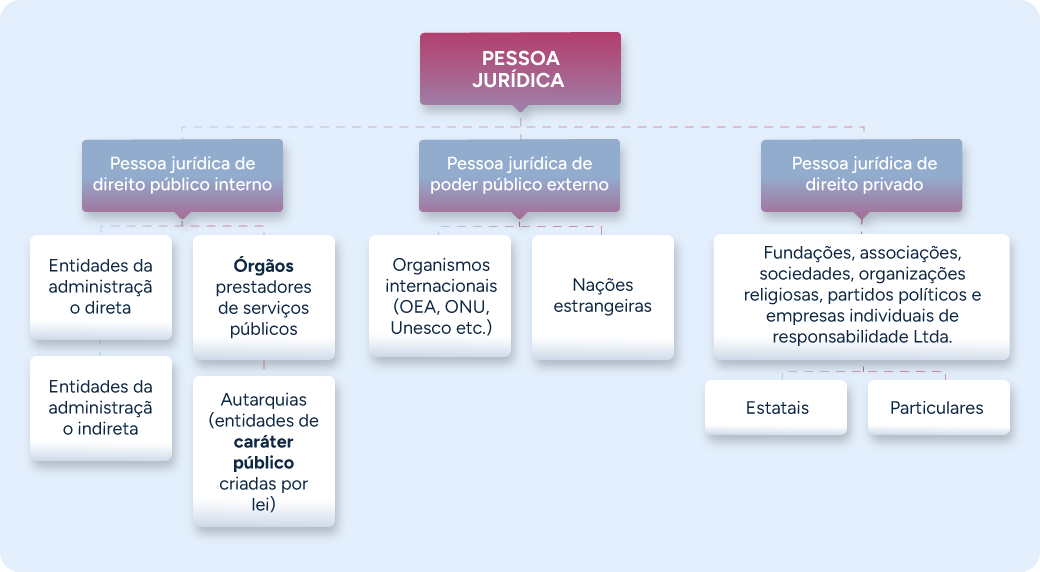 PESSOA
JURÍDICA
Pessoa jurídica de
direito público interno
Entidades da
administraçã
o direta
Entidades da
administraçã
o indireta
Órgãos
prestadores
de serviços
públicos
Autarquias
(entidades de
caráter
público
criadas por
lei)
Pessoa jurídica de
poder público externo
Organismos
internacionais
(OEA, ONU,
Unesco etc.)
Nações
estrangeiras
Pessoa jurídica de
direito privado
Fundações, associações,
sociedades, organizações
religiosas, partidos políticos e
empresas individuais de
responsabilidade Ltda.
Estatais
Particulares